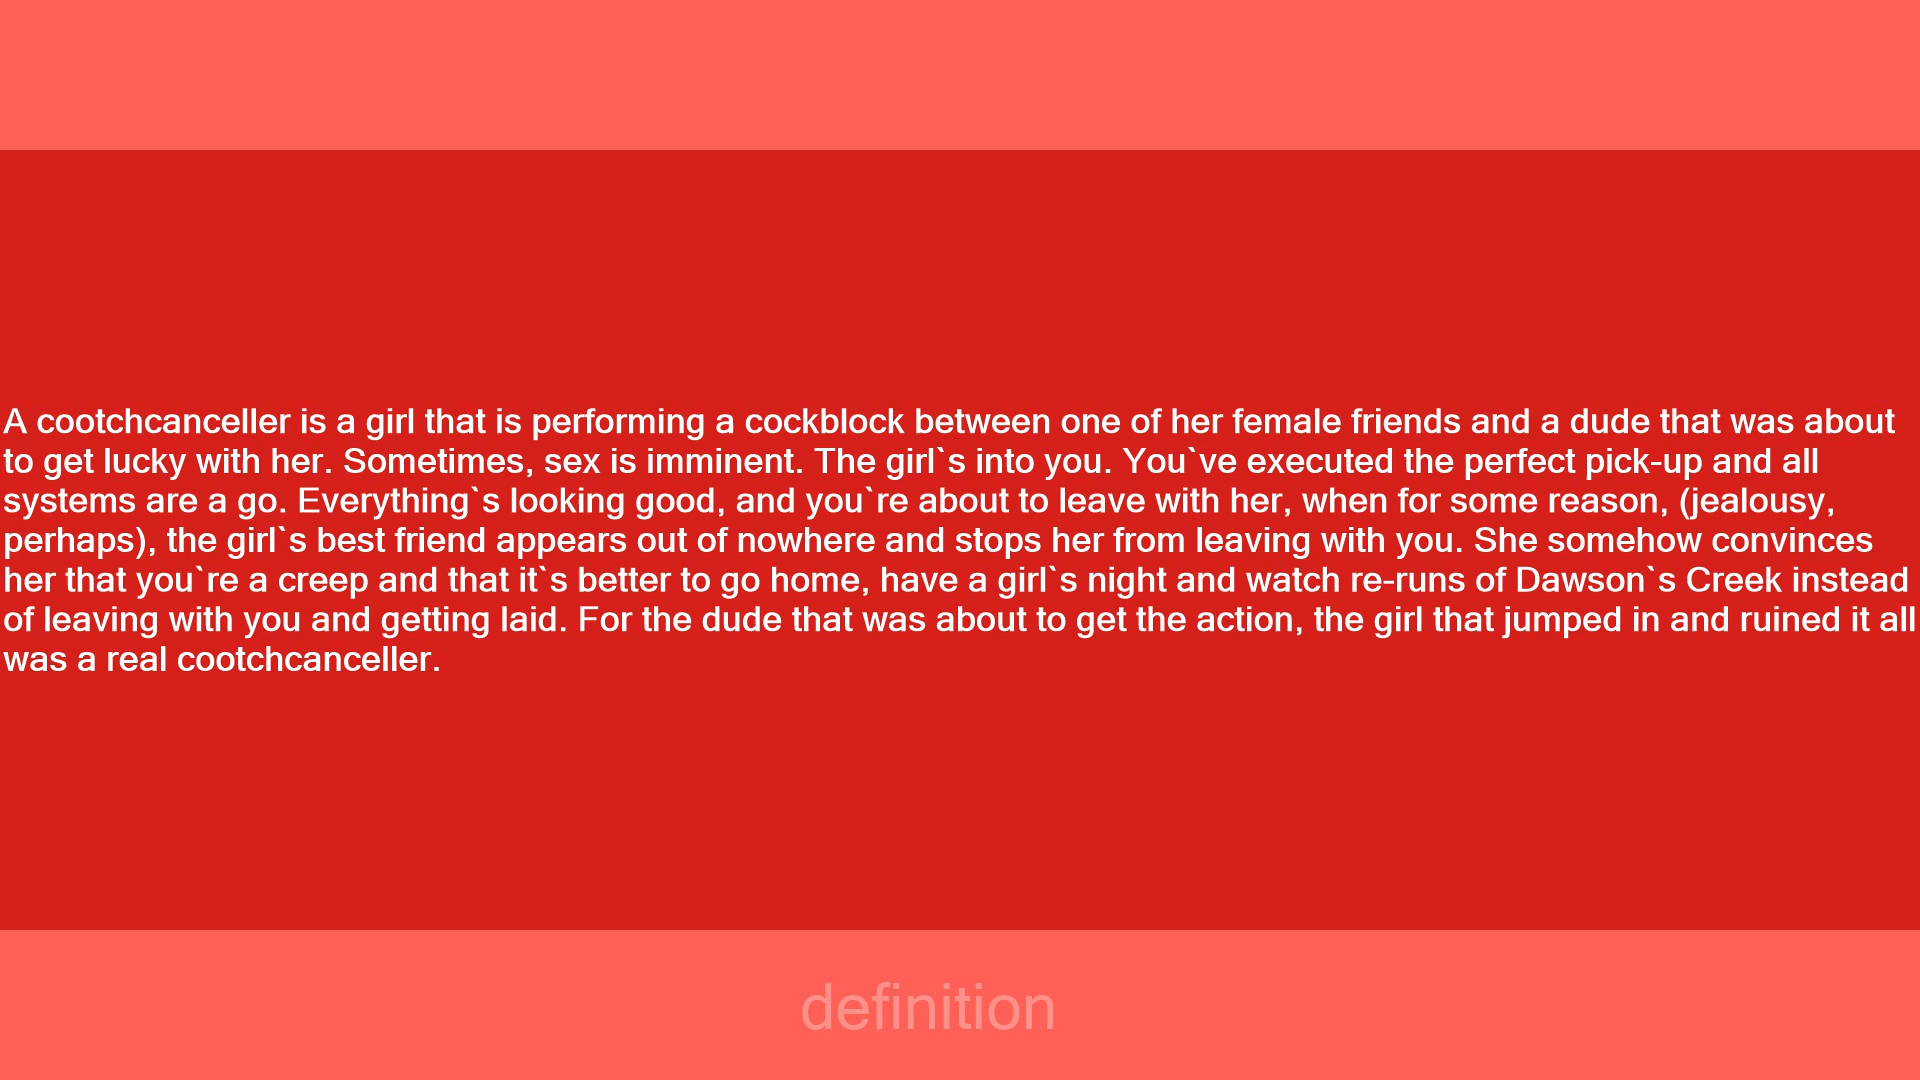 A cootchcanceller is a girl that is performing a cockblock between one of her female friends and a dude that was about
to get lucky with her. Sometimes, sex is imminent. The girl`s into you. You`ve executed the perfect pick-up and all
systems are a go. Everything`s looking good, and you`re about to leave with her, when for some reason, (jealousy,
perhaps), the girl`s best friend appears out of nowhere and stops her from leaving with you. She somehow convinces
her that you`re a creep and that it`s better to go home, have a girl`s night and watch re-runs of Dawson`s Creek instead
of leaving with you and getting laid. For the dude that was about to get the action, the girl that jumped in and ruined it all
was a real cootchcanceller.
definition